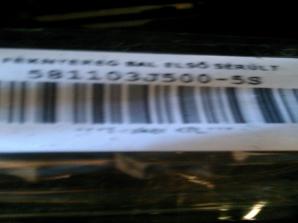 FÉKNYEREG BAL ELSŐ SÉRÜLT
581103J500-5S